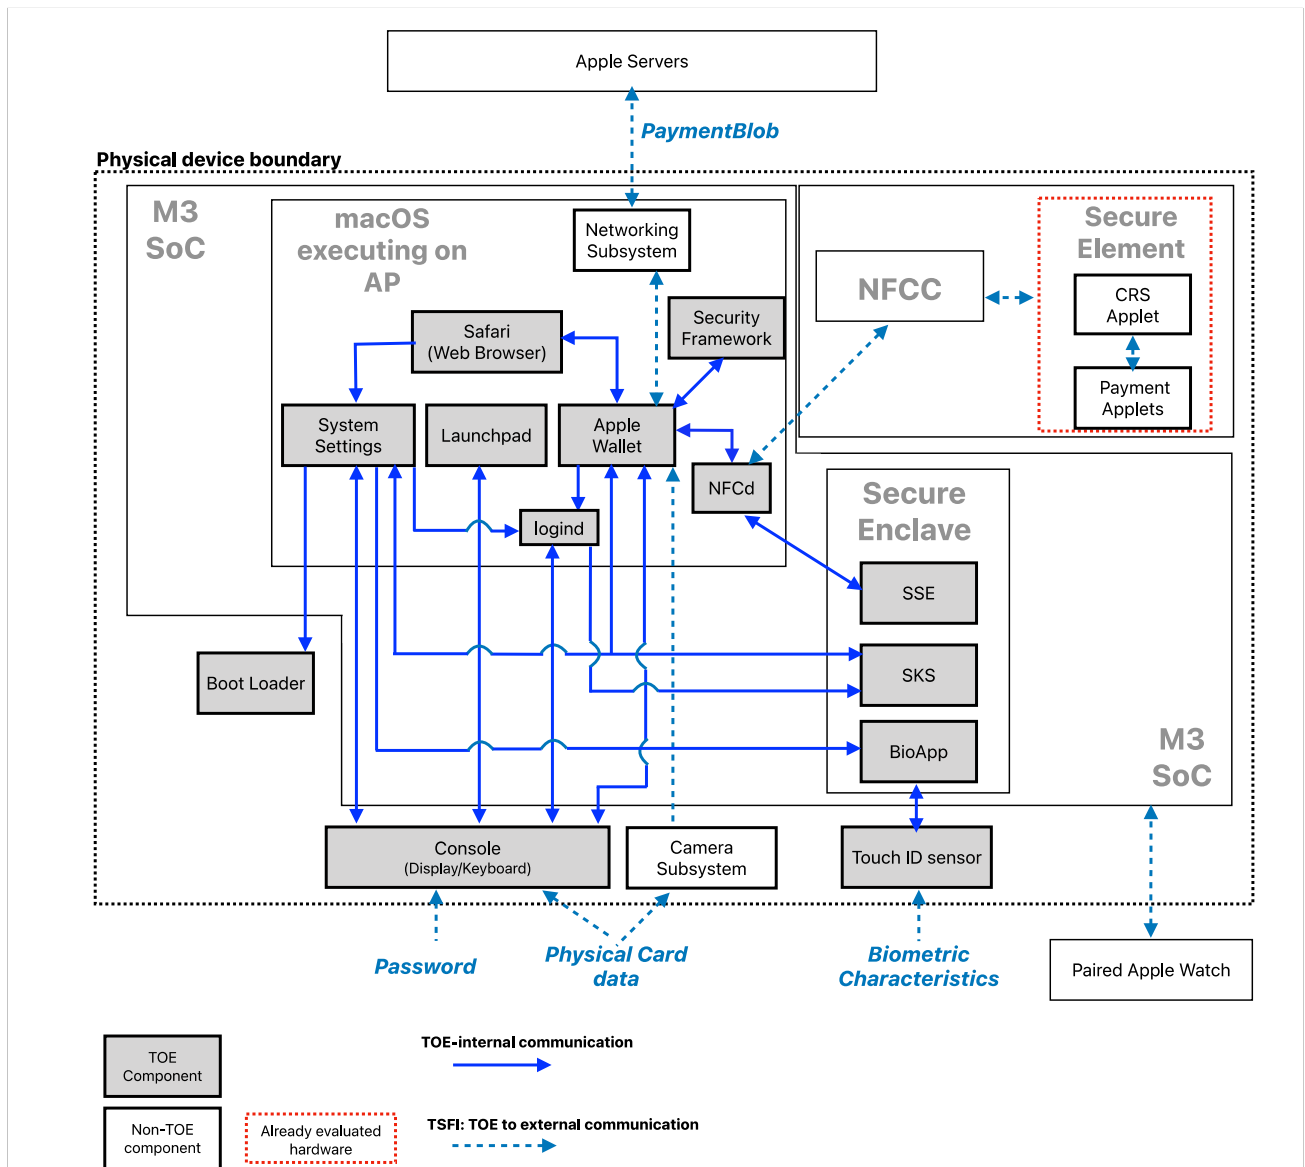 Apple Servers
PaymentBlob
Physical device boundary
M3
SoC
macOS
executing on
AP
Networking
Subsystem
Secure
Element
NFCC
CRS
Applet
Safari
(Web Browser)
Security
Framework
Payment
Applets
System
Settings
Launchpad
Apple
Wallet
NFCd
logind
Secure
Enclave
SSE
SKS
Boot Loader
BioApp
M3
SoC
Console
(Display/Keyboard)
Camera
Subsystem
Touch ID sensor
Password
Physical Card
data
Biometric
Characteristics
Paired Apple Watch
TOE
Component
TOE-internal communication
Non-TOE
component
Already evaluated
hardware
TSFI: TOE to external communication